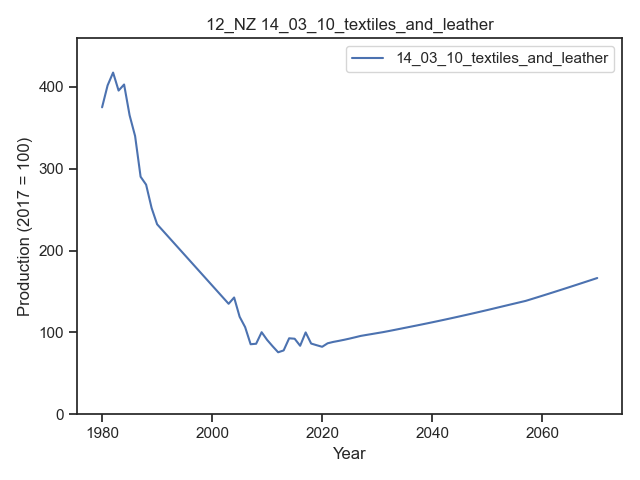 12_NZ 14_03_10_textiles_and_leather
14_03_10_textiles_and_leather
Production (2017 = 100)
400
300
200
100
0
1980 2000 2020 2040 2060
Year